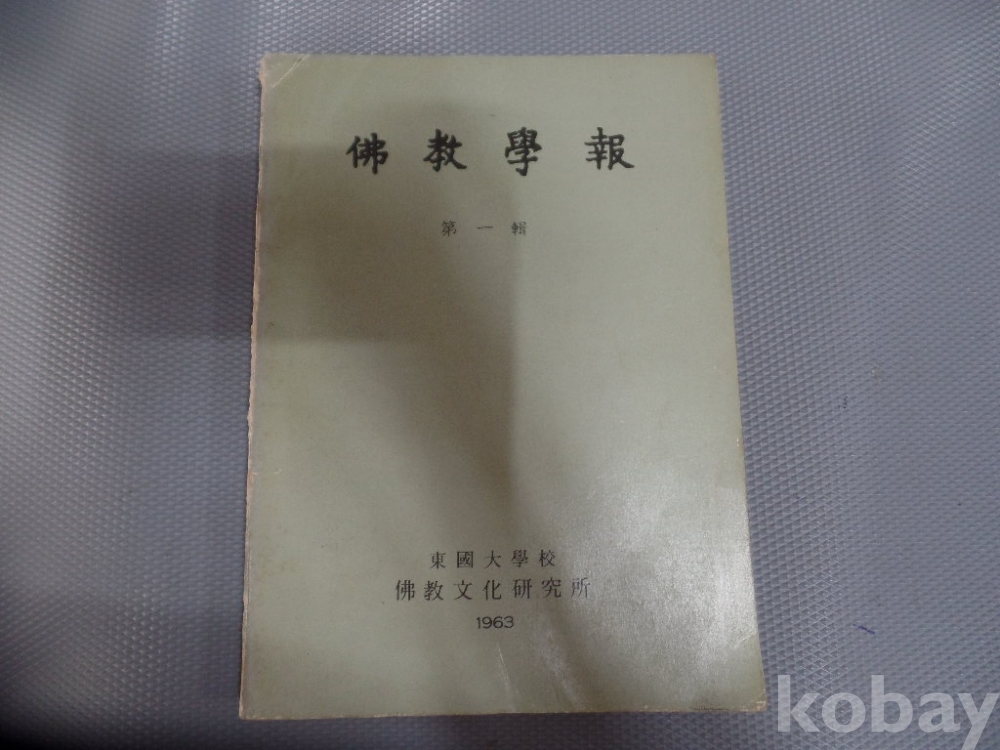 佛教學報
第一輯
東國大學校
佛教文化研究所
1963
kobay